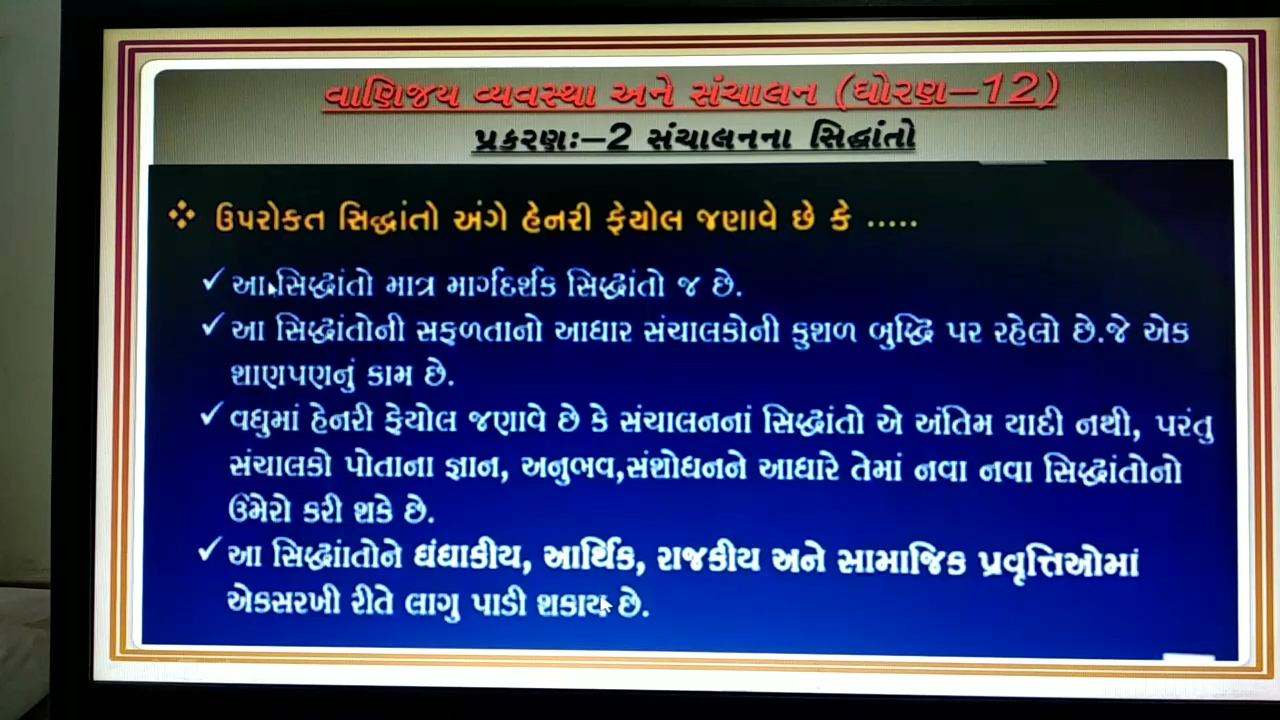 વાણિજય વ્યવસ્થા અને સંચાલન (ધોરણ–12)
પ્રકરણઃ–2 સંચાલનના સિદ્ધાંતો
❖ ઉપરોકત સિદ્ધાંતો અંગે હેનરી ફેયોલ જણાવે છે કે .....
✓ આ સિદ્ધાંતો માત્ર માર્ગદર્શક સિદ્ધાંતો જ છે.
✓ આ સિદ્ધાંતોની સફળતાનો આધાર સંચાલકોની કુશળ બુદ્ધિ પર રહેલો છે.જે એક
શાણપણનું કામ છે.
✓ વધુમાં હેનરી ફેયોલ જણાવે છે કે સંચાલનનાં સિદ્ધાંતો એ અંતિમ યાદી નથી, પરંતુ
સંચાલકો પોતાના જ્ઞાન, અનુભવ,સંશોધનને આધારે તેમાં નવા નવા સિદ્ધાંતોનો
ઉમેરો કરી શકે છે.
✓ આ સિદ્ધાંાતોને ધંધાકીય, આર્થિક, રાજકીય અને સામાજિક પ્રવૃત્તિઓમાં
એકસરખી રીતે લાગુ પાડી શકાય છે.